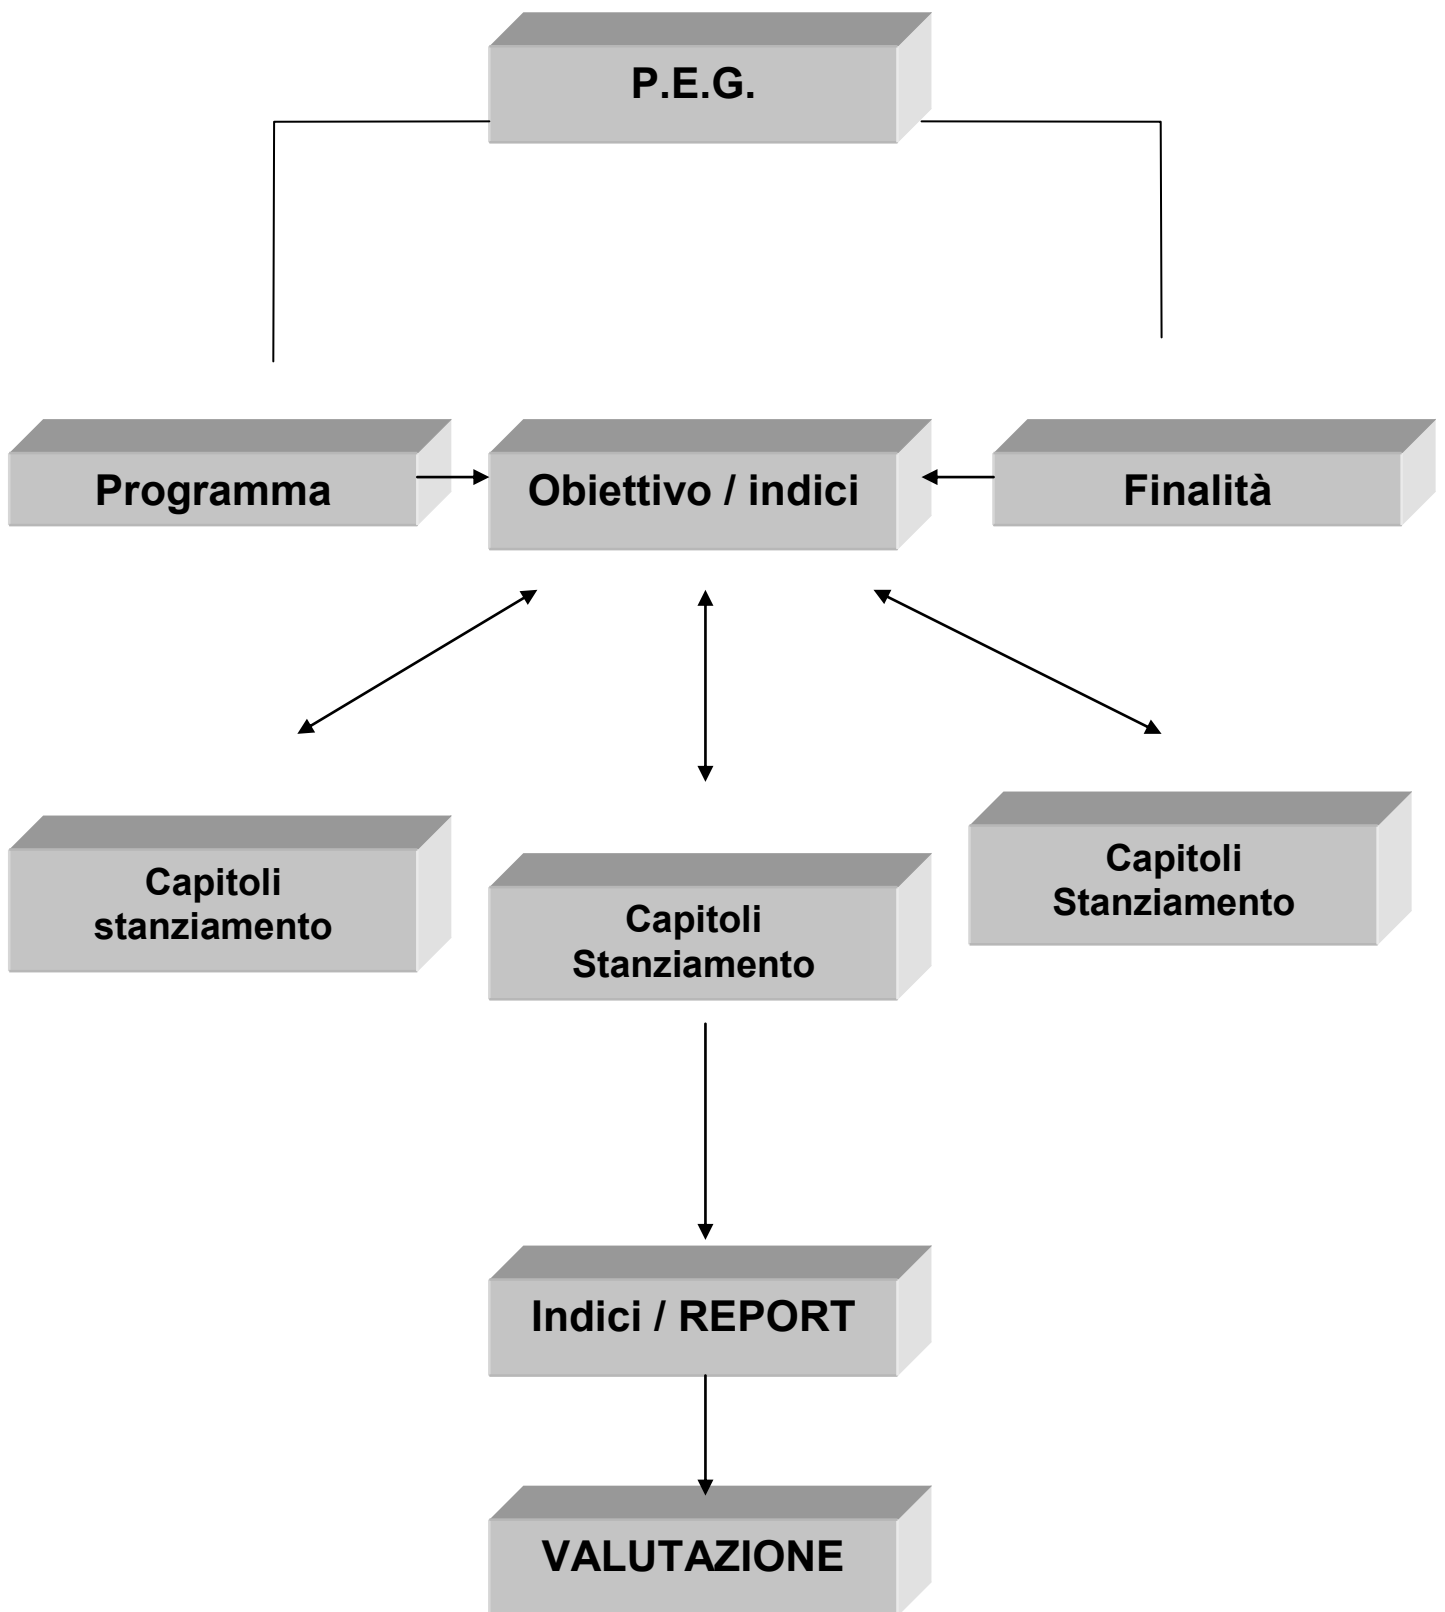 P.E.G.
Programma
Obiettivo / indici
Finalità
Capitoli
stanziamento
Capitoli
Stanziamento
Capitoli
Stanziamento
Indici / REPORT
VALUTAZIONE